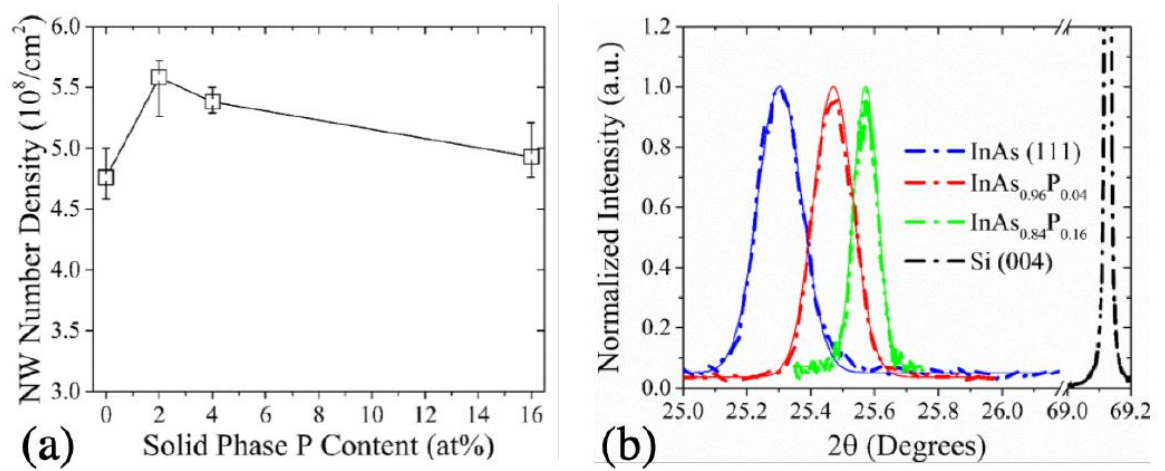 6.0
5.5
5.0
4.5
4.0
3.5
3.0
NW Number Density (10⁸/cm²)
0 2 4 6 8 10 12 14 16
Solid Phase P Content (at%)
(a)
1.2
1.0
0.8
0.6
0.4
0.2
0.0
Normalized Intensity (a.u.)
InAs (111)
InAs₀.₉₆P₀.₀₄
InAs₀.₈₄P₀.₁₆
Si (004)
25.0 25.2 25.4 25.6 25.8 26.0 69.0 69.2
2θ (Degrees)
(b)